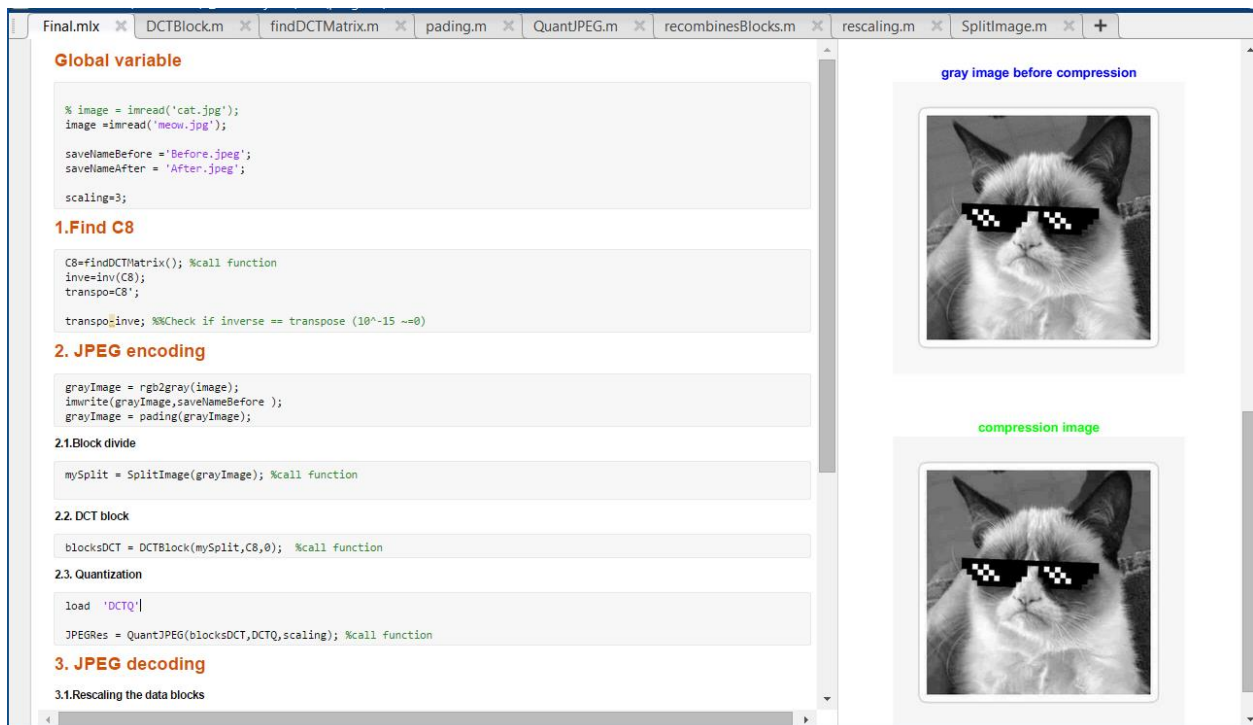 Final.mlx
DCTBlock.m
findDCTMatrix.m
pading.m
QuantJPEG.m
recombinesBlocks.m
rescaling.m
SplitImage.m
Global variable
% image = imread('cat.jpg');
image =imread('meow.jpg');
saveNameBefore ='Before.jpeg';
saveNameAfter = 'After.jpeg';
scaling=3;
1.Find C8
C8=findDCTMatrix(); %call function
inve=inv(C8);
transpo=C8';
transpo-inve; %%Check if inverse == transpose (10^-15 ~=0)
2. JPEG encoding
grayImage = rgb2gray(image);
imwrite(grayImage,saveNameBefore );
grayImage = pading(grayImage);
2.1.Block divide
mySplit = SplitImage(grayImage); %call function
2.2. DCT block
blocksDCT = DCTBlock(mySplit,C8,0);  %call function
2.3. Quantization
load  'DCTQ'
JPEGRes = QuantJPEG(blocksDCT,DCTQ,scaling); %call function
3. JPEG decoding
3.1.Rescaling the data blocks
gray image before compression
compression image